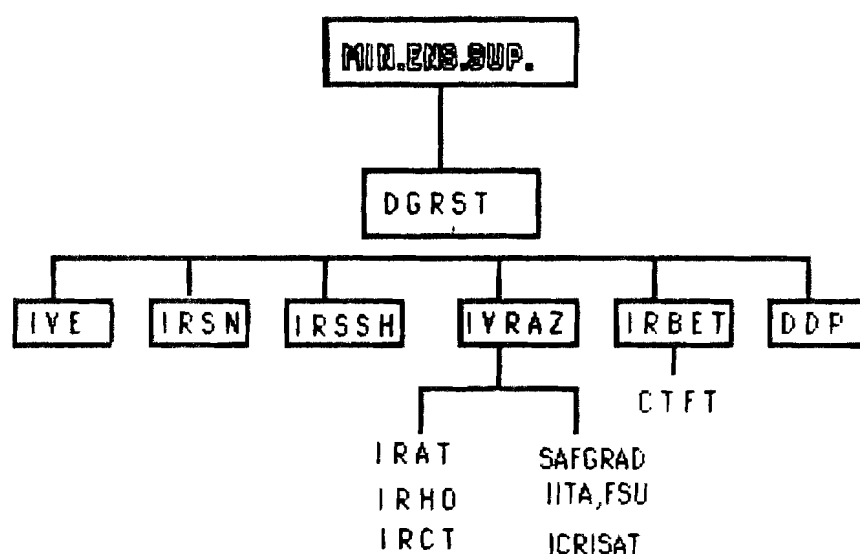 MIN.ENS.SUP.
DGRST
IVE IRSN IRSSH IVRAZ IRBET DDP
CTFT
IRAT SAFGRAD
IRHO IITA,FSU
IRCT ICRISAT